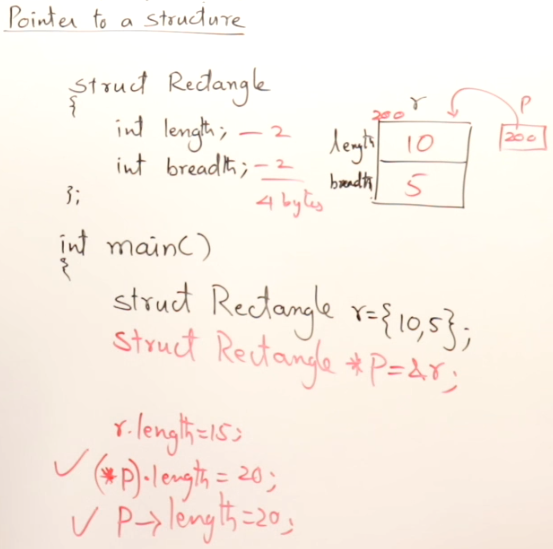 Pointer to a structure
struct Rectangle
{
int length; — 2
int breadth; — 2
4 bytes
};
200 r p
length 10 200
breadth 5
int main()
{
struct Rectangle r={10,5};
struct Rectangle *p=&r;
r.length=15;
✓ (*p).length = 20;
✓ p→length=20;